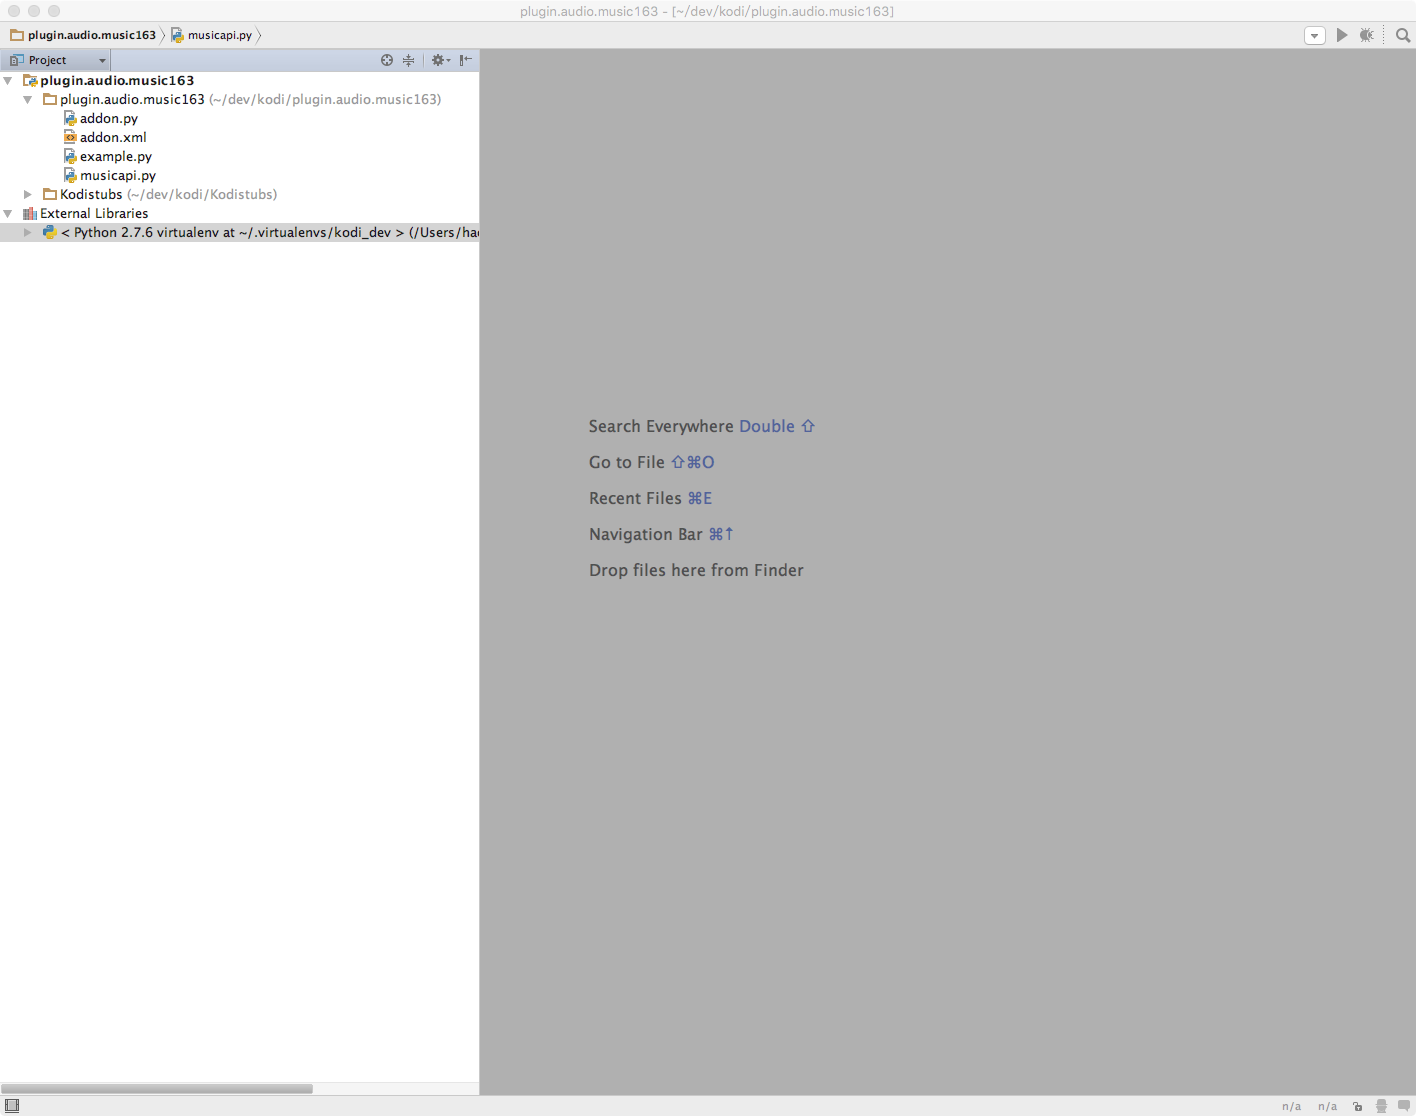 plugin.audio.music163 - [~/dev/kodi/plugin.audio.music163]
plugin.audio.music163 musicapi.py
Project
plugin.audio.music163
plugin.audio.music163 (~/dev/kodi/plugin.audio.music163)
addon.py
addon.xml
example.py
musicapi.py
Kodistubs (~/dev/kodi/Kodistubs)
External Libraries
< Python 2.7.6 virtualenv at ~/.virtualenvs/kodi_dev > (/Users/ha
Search Everywhere Double ⇧
Go to File ⇧⌘O
Recent Files ⌘E
Navigation Bar ⌘↑
Drop files here from Finder
n/a n/a